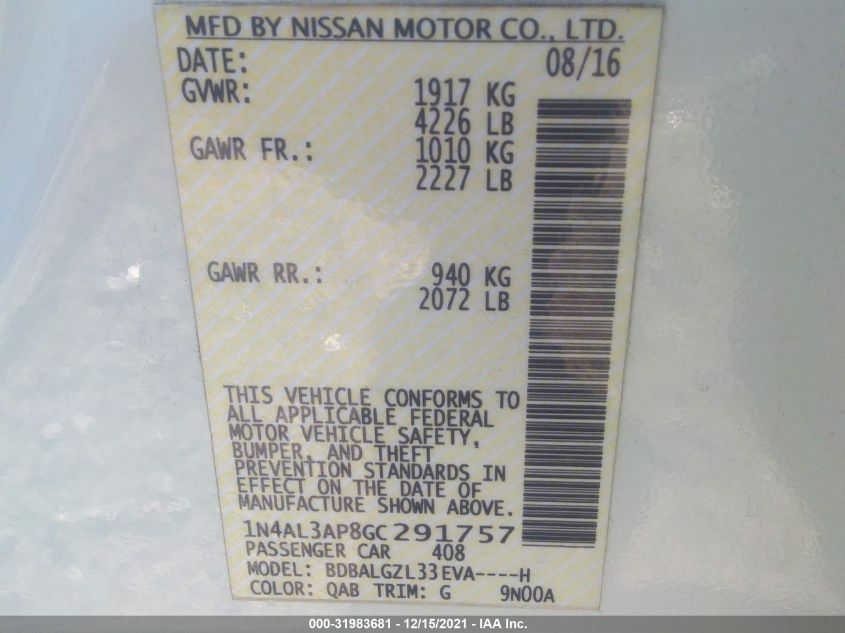 MFD BY NISSAN MOTOR CO., LTD.
DATE: 08/16
GVWR: 1917 KG
4226 LB
GAWR FR.: 1010 KG
2227 LB
GAWR RR.: 940 KG
2072 LB
THIS VEHICLE CONFORMS TO
ALL APPLICABLE FEDERAL
MOTOR VEHICLE SAFETY,
BUMPER, AND THEFT
PREVENTION STANDARDS IN
EFFECT ON THE DATE OF
MANUFACTURE SHOWN ABOVE.
1N4AL3AP8GC291757
PASSENGER CAR 408
MODEL: BDBALGZL33EVA----H
COLOR: QAB TRIM: G 9N00A
000-31983681 - 12/15/2021 - IAA Inc.